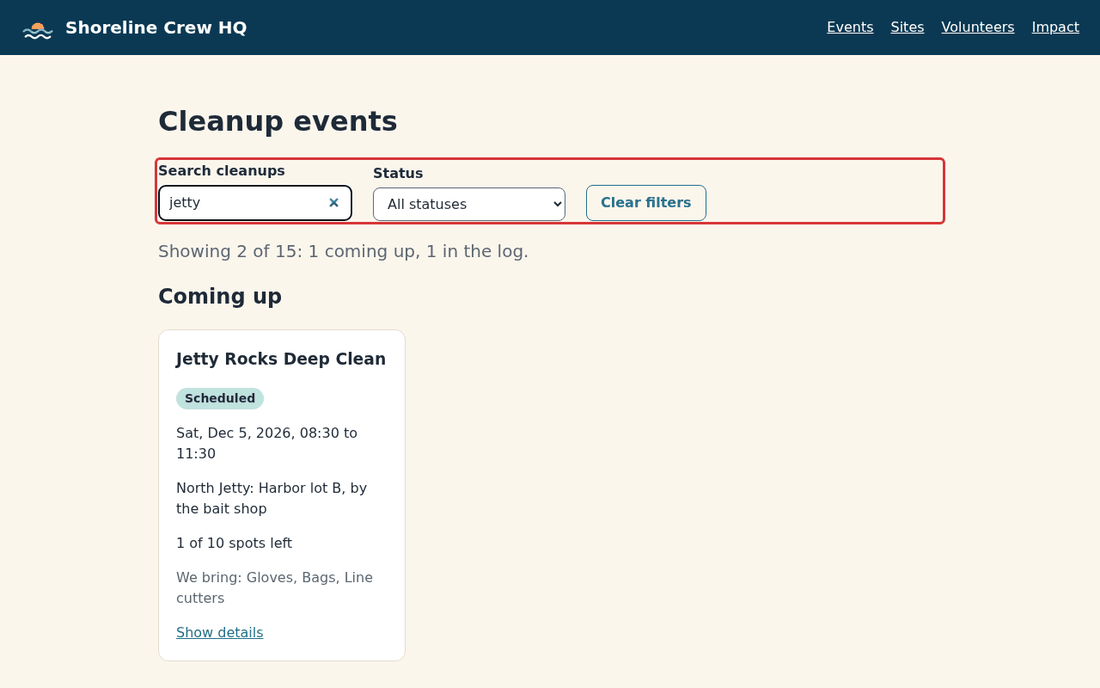 Shoreline Crew HQ
Events Sites Volunteers Impact
Cleanup events
Search cleanups
jetty
Status
All statuses
Clear filters
Showing 2 of 15: 1 coming up, 1 in the log.
Coming up
Jetty Rocks Deep Clean
Scheduled
Sat, Dec 5, 2026, 08:30 to
11:30
North Jetty: Harbor lot B, by
the bait shop
1 of 10 spots left
We bring: Gloves, Bags, Line
cutters
Show details